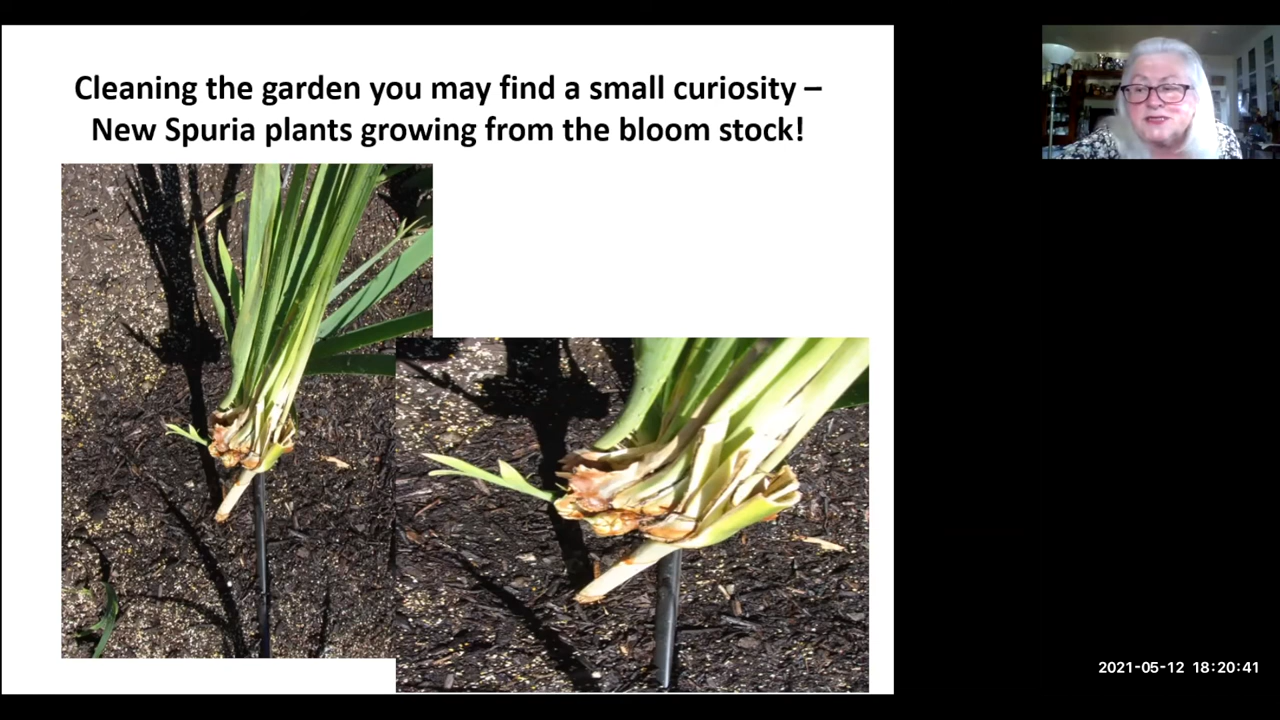 Cleaning the garden you may find a small curiosity –
New Spuria plants growing from the bloom stock!
2021-05-12 18:20:41